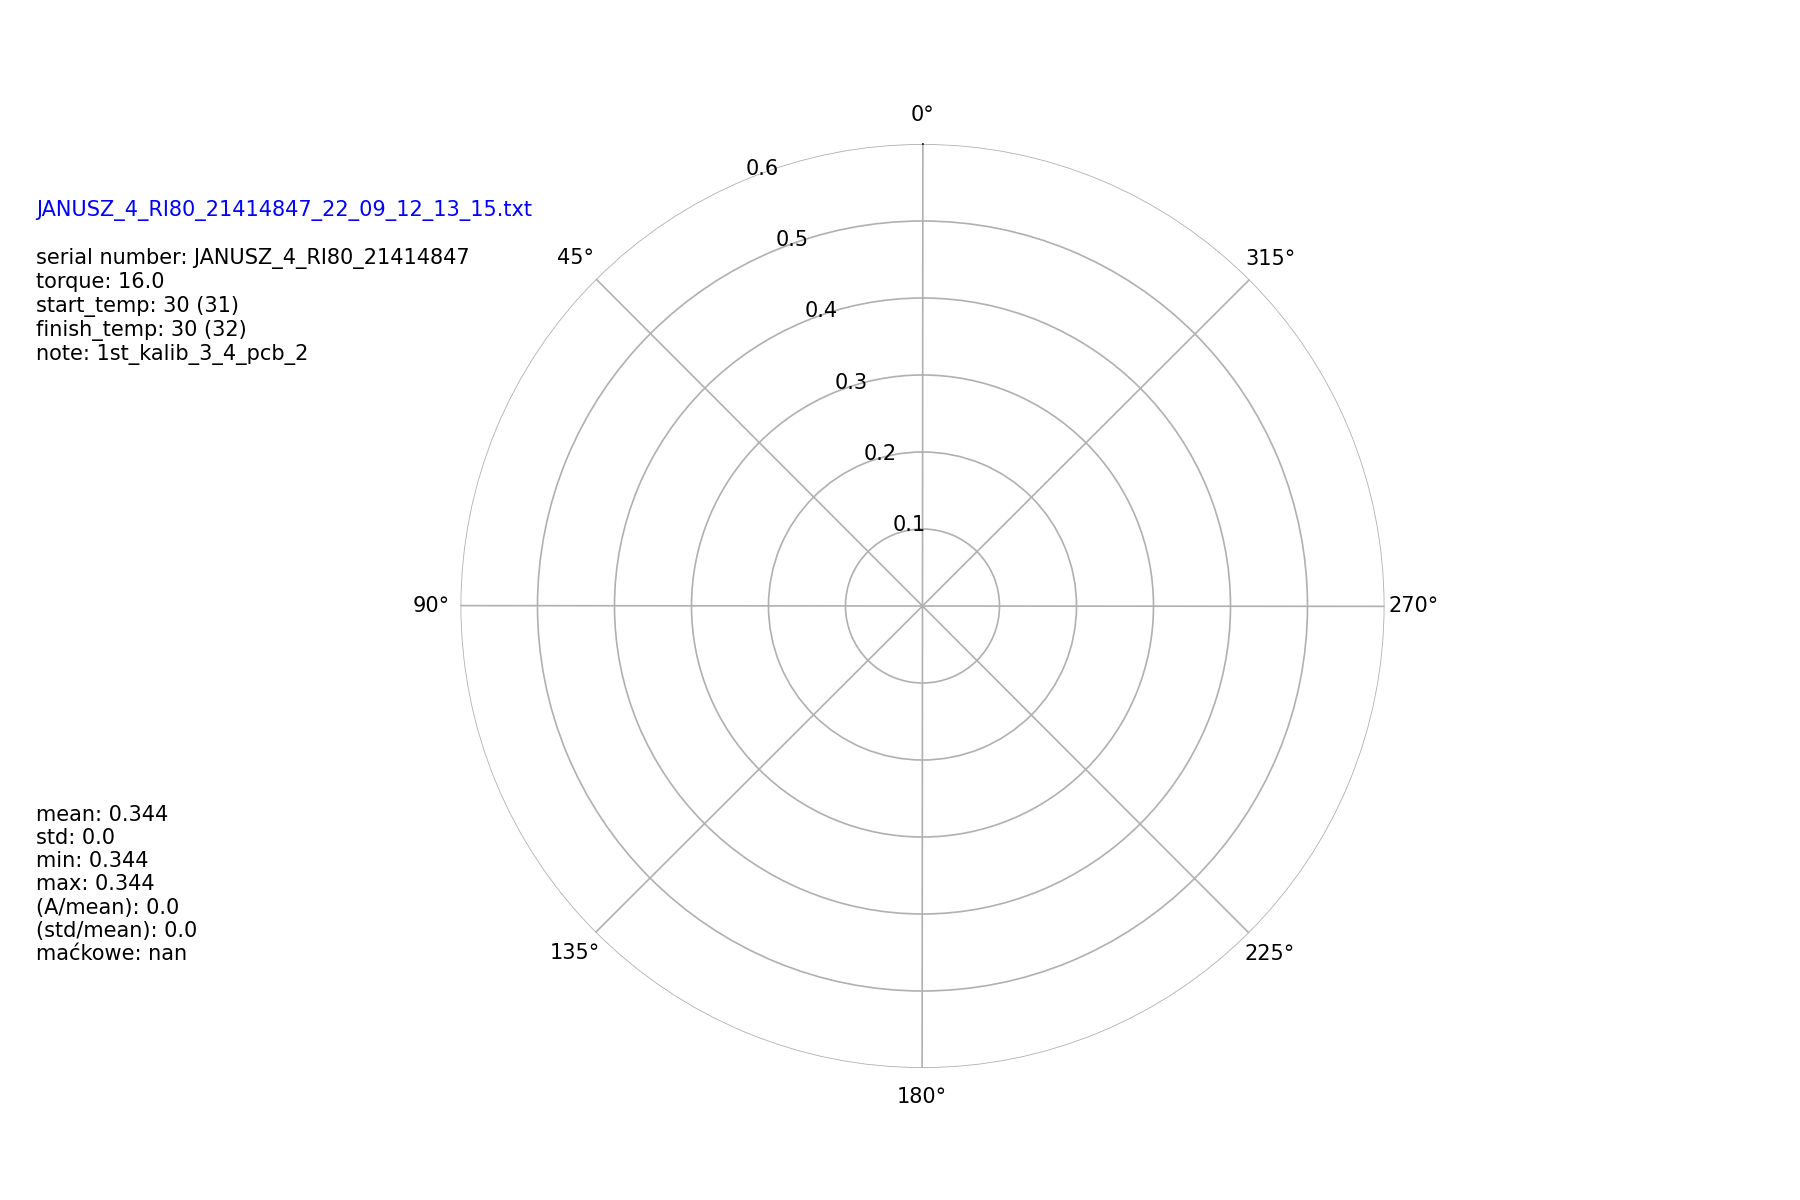 0°
0.6
JANUSZ_4_RI80_21414847_22_09_12_13_15.txt
0.5
serial number: JANUSZ_4_RI80_21414847
45°
315°
torque: 16.0
start_temp: 30 (31)
0.4
finish_temp: 30 (32)
note: 1st_kalib_3_4_pcb_2
0.3
0.2
0.1
90°
270°
mean: 0.344
std: 0.0
min: 0.344
max: 0.344
(A/mean): 0.0
(std/mean): 0.0
maćkowe: nan
135°
225°
180°